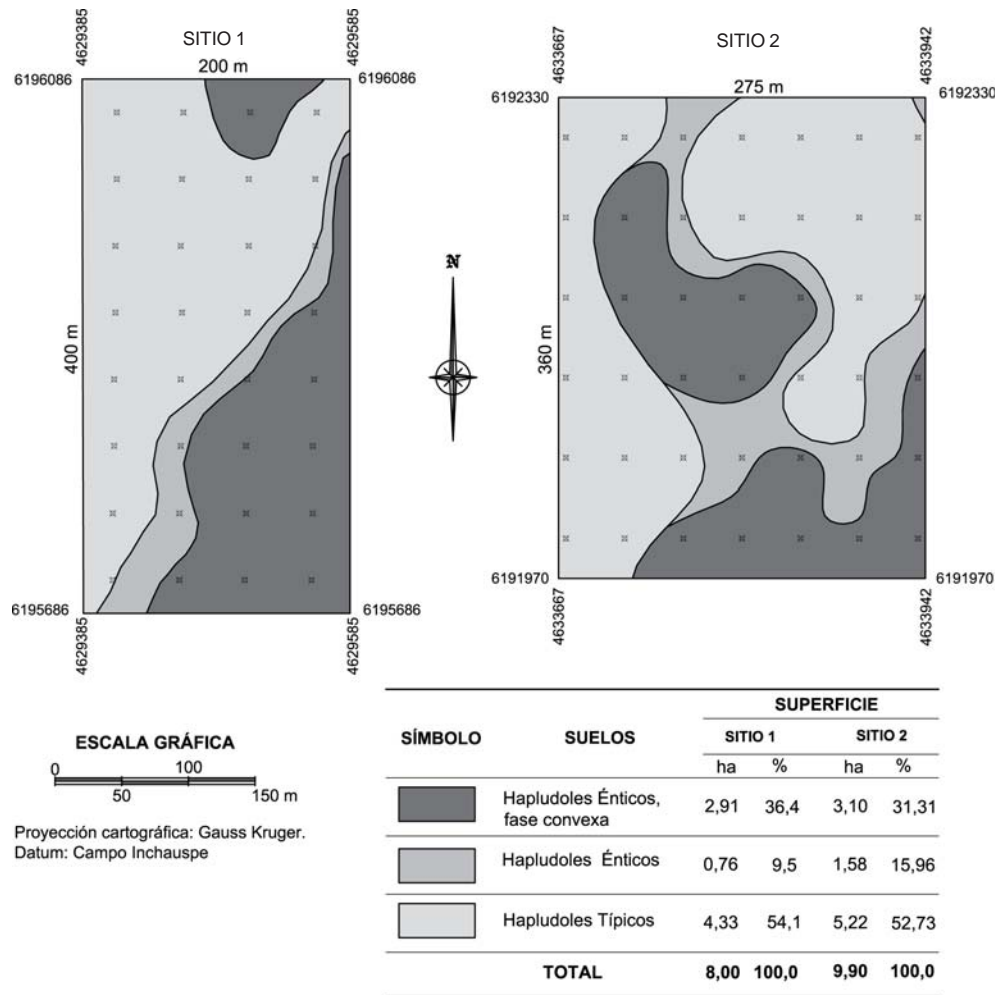 SITIO 1
4629385
4629585
200 m
6196086
6196086
400 m
6195686
6195686
4629385
4629585
N
SITIO 2
4633667
4633942
275 m
6192330
6192330
360 m
6191970
6191970
4633667
4633942
ESCALA GRÁFICA
0 100
50 150 m
Proyección cartográfica: Gauss Kruger.
Datum: Campo Inchauspe
SUPERFICIE
SÍMBOLO SUELOS SITIO 1 SITIO 2
ha % ha %
Hapludoles Énticos,
fase convexa 2,91 36,4 3,10 31,31
Hapludoles Énticos 0,76 9,5 1,58 15,96
Hapludoles Típicos 4,33 54,1 5,22 52,73
TOTAL 8,00 100,0 9,90 100,0